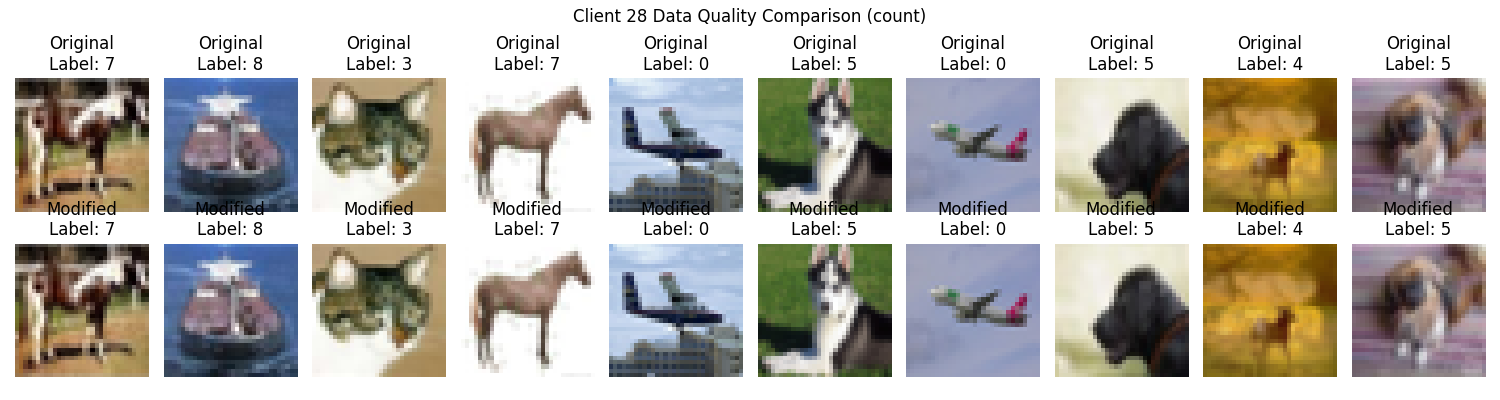 Client 28 Data Quality Comparison (count)
Original Original Original Original Original Original Original Original Original Original
Label: 7 Label: 8 Label: 3 Label: 7 Label: 0 Label: 5 Label: 0 Label: 5 Label: 4 Label: 5
Modified Modified Modified Modified Modified Modified Modified Modified Modified Modified
Label: 7 Label: 8 Label: 3 Label: 7 Label: 0 Label: 5 Label: 0 Label: 5 Label: 4 Label: 5